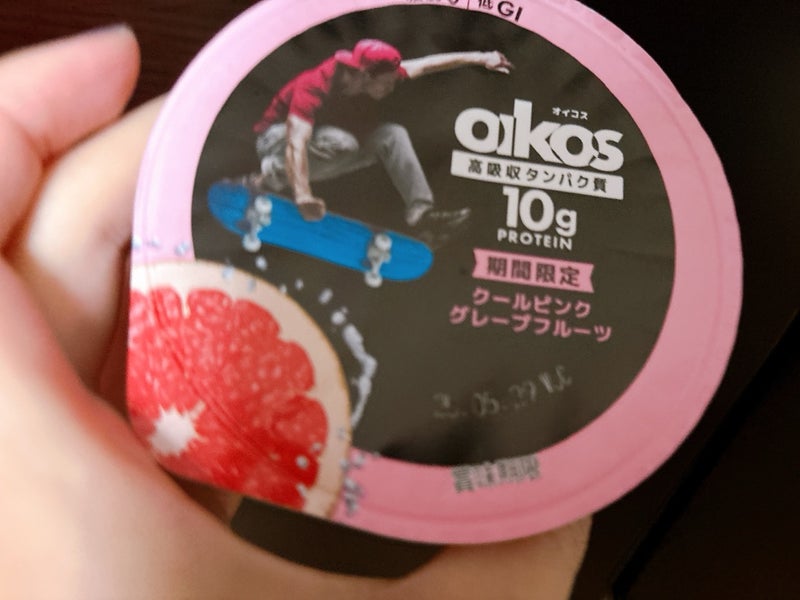 低GI
オイコス
oikos
高吸収タンパク質
10g
PROTEIN
期間限定
クールピンク
グレープフルーツ
賞味期限